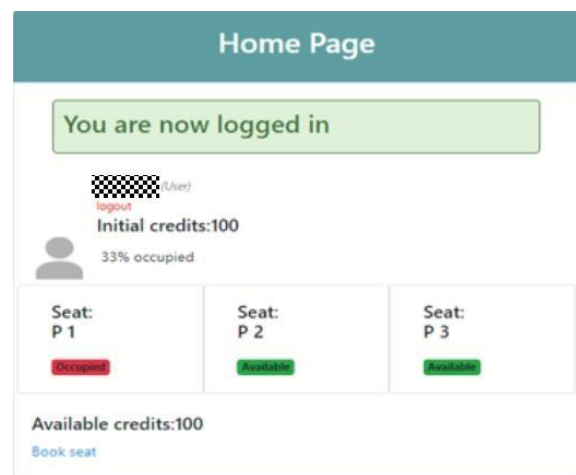 Home Page
You are now logged in
(User)
logout
Initial credits:100
33% occupied
Seat:
P 1
Occupied
Seat:
P 2
Available
Seat:
P 3
Available
Available credits:100
Book seat